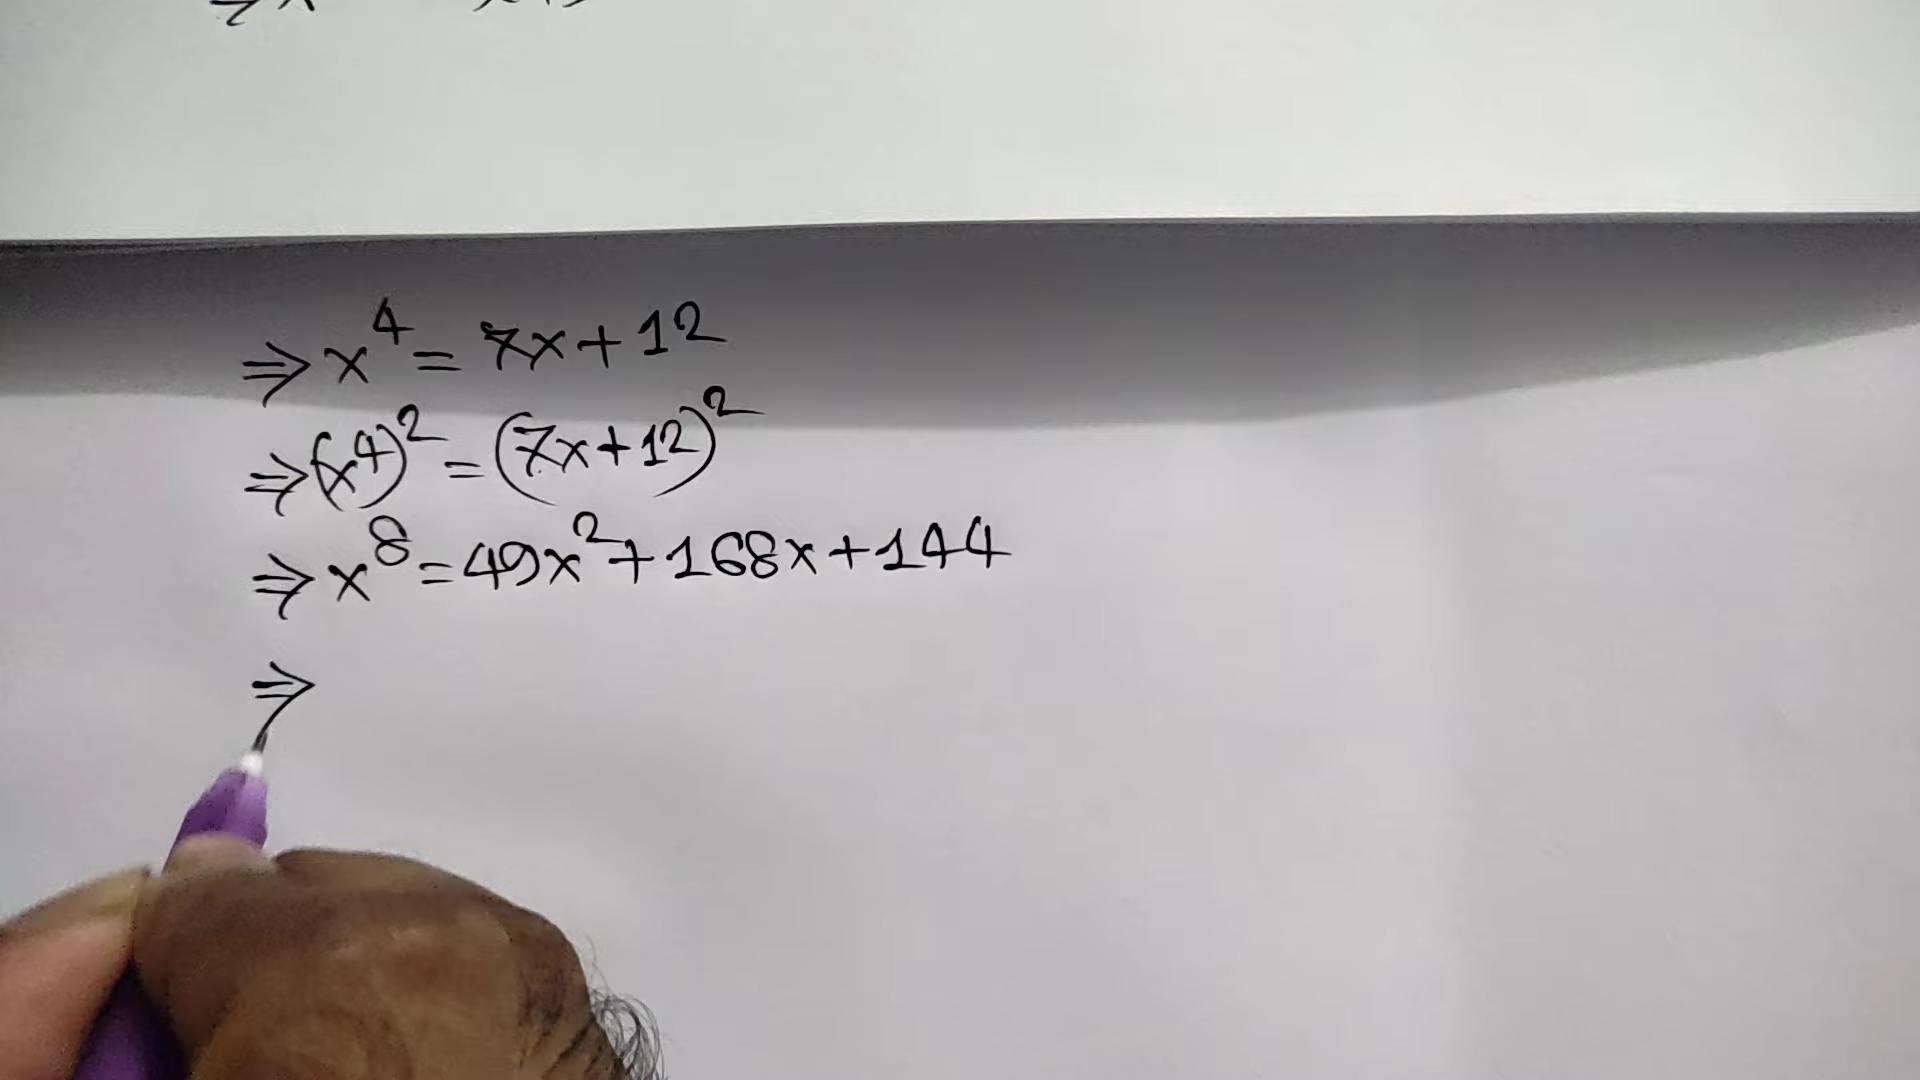 ⇒ x⁴ = 7x + 12
⇒ (x⁴)² = (7x + 12)²
⇒ x⁸ = 49x² + 168x + 144
⇒